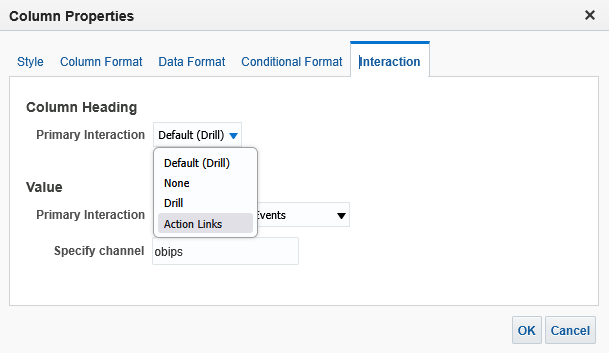 Column Properties ×
Style Column Format Data Format Conditional Format Interaction
Column Heading
Primary Interaction Default (Drill)
Default (Drill)
None
Drill
Action Links
Value
Primary Interaction
Specify channel obips
OK Cancel